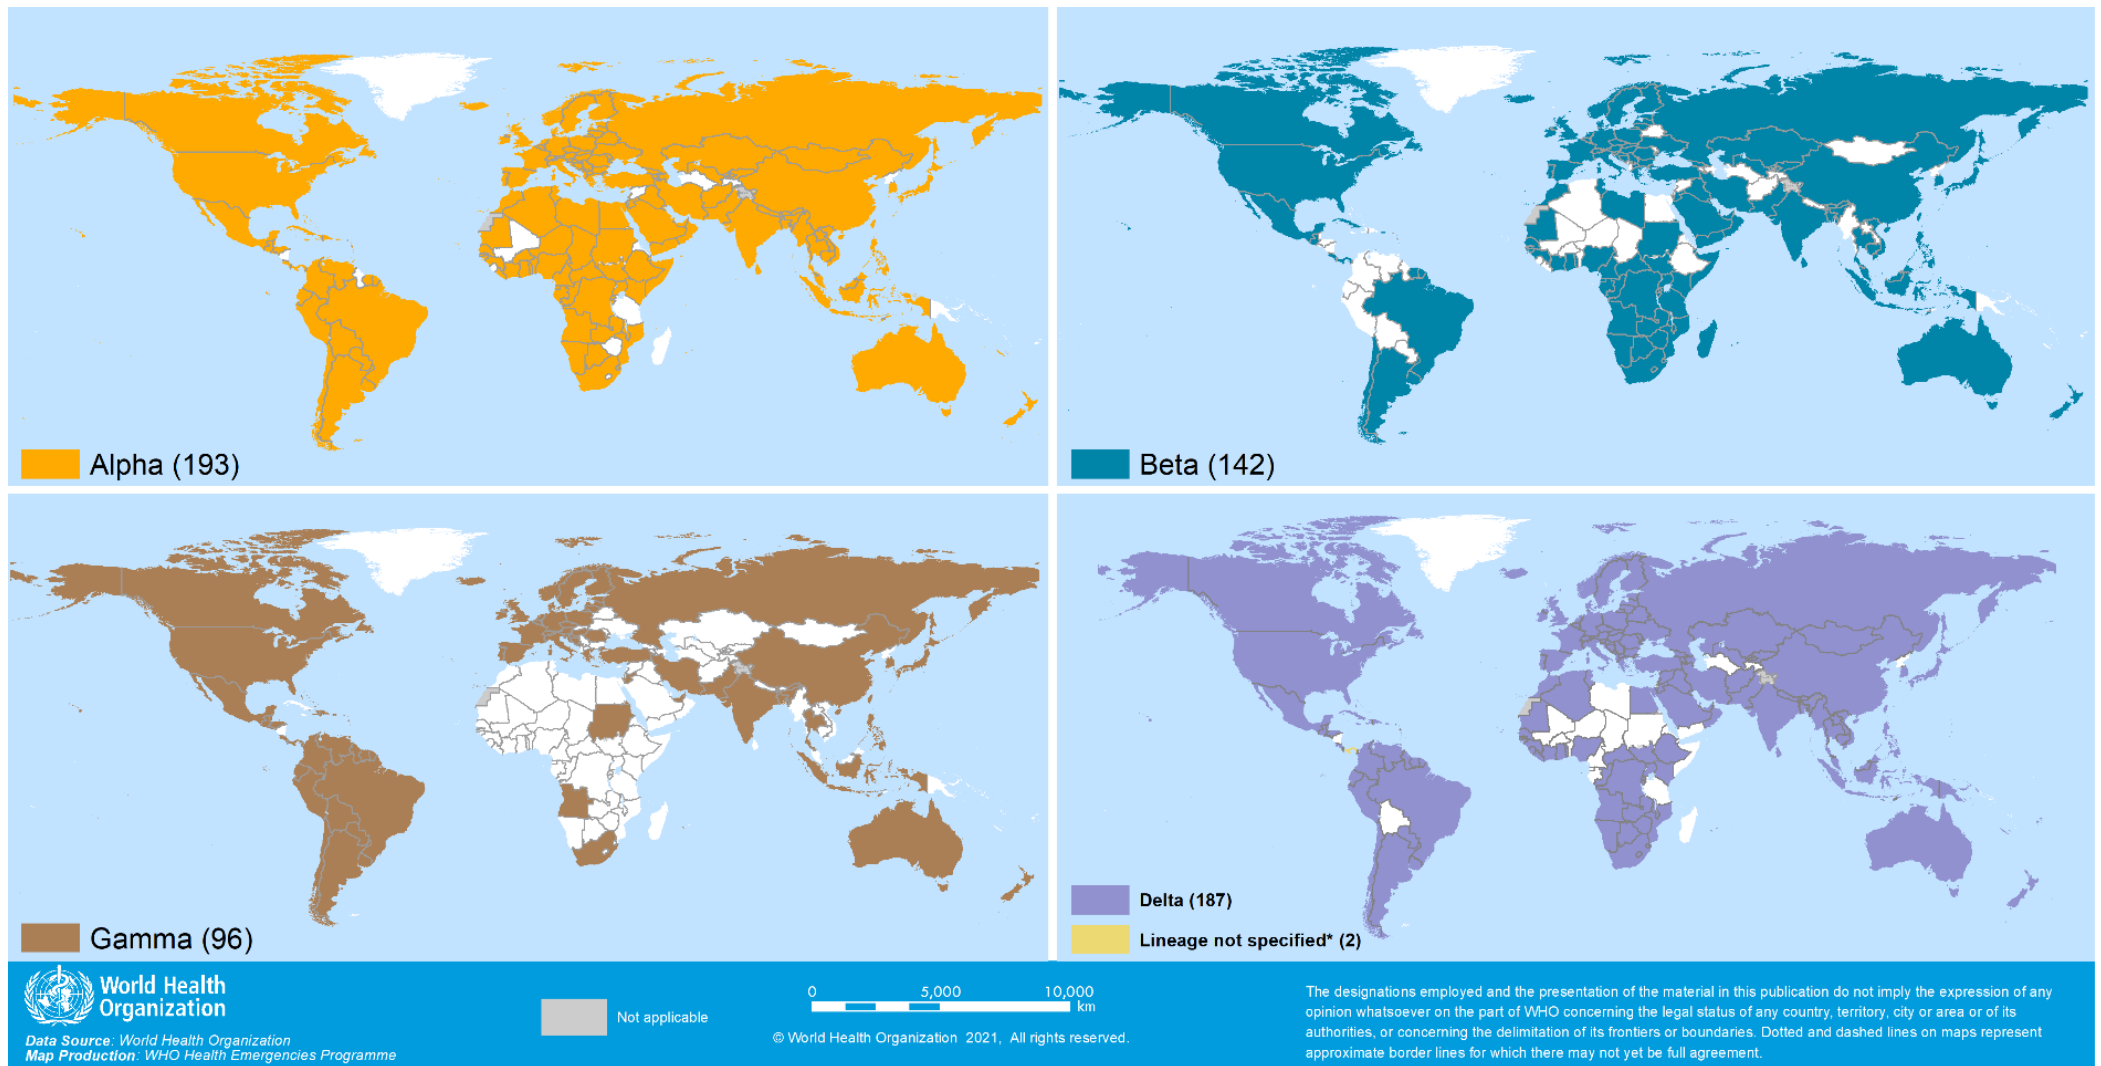 Alpha (193)
Beta (142)
Gamma (96)
Delta (187)
Lineage not specified* (2)
World Health
Organization
Data Source: World Health Organization
Map Production: WHO Health Emergencies Programme
Not applicable
0 5,000 10,000
km
© World Health Organization 2021, All rights reserved.
The designations employed and the presentation of the material in this publication do not imply the expression of any
opinion whatsoever on the part of WHO concerning the legal status of any country, territory, city or area or of its
authorities, or concerning the delimitation of its frontiers or boundaries. Dotted and dashed lines on maps represent
approximate border lines for which there may not yet be full agreement.